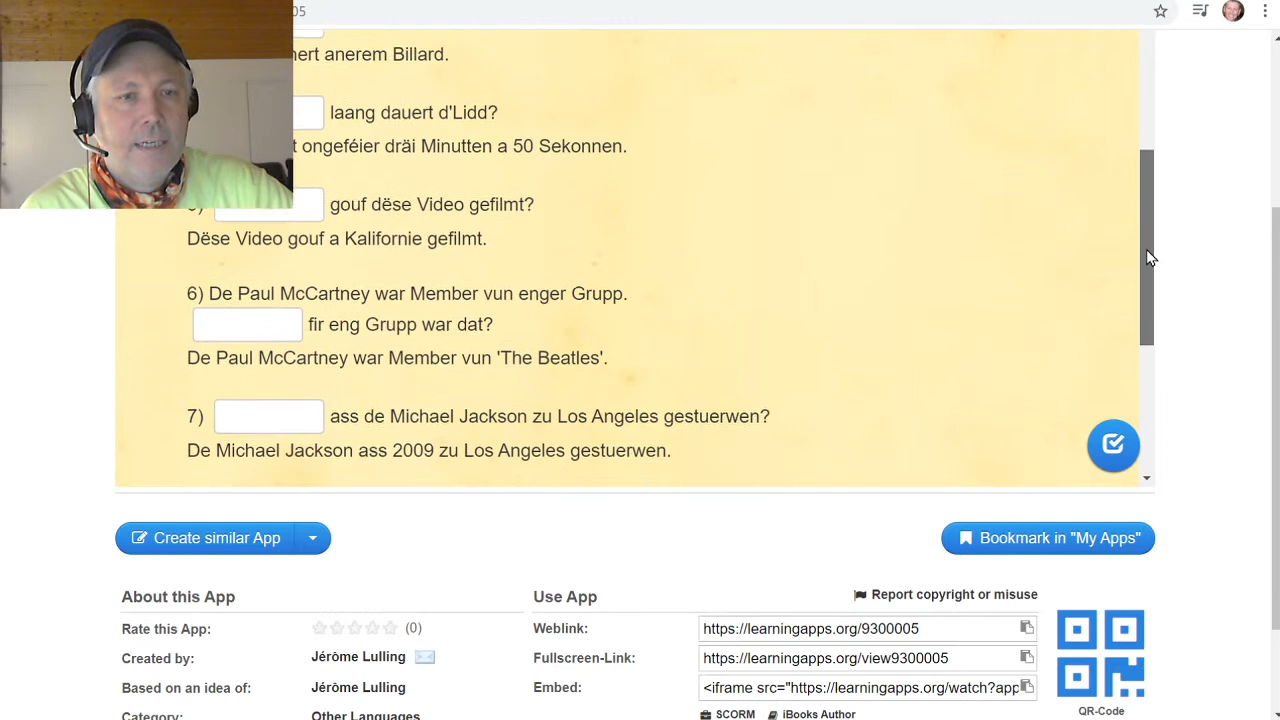 05
nert anerem Billard.
laang dauert d'Lidd?
t ongeféier dräi Minutten a 50 Sekonnen.
gouf dëse Video gefilmt?
Dëse Video gouf a Kalifornie gefilmt.
6) De Paul McCartney war Member vun enger Grupp.
fir eng Grupp war dat?
De Paul McCartney war Member vun 'The Beatles'.
7) ass de Michael Jackson zu Los Angeles gestuerwen?
De Michael Jackson ass 2009 zu Los Angeles gestuerwen.
Create similar App
Bookmark in "My Apps"
About this App
Rate this App: (0)
Created by: Jérôme Lulling
Based on an idea of: Jérôme Lulling
Category: Other Languages
Use App
Report copyright or misuse
Weblink: https://learningapps.org/9300005
Fullscreen-Link: https://learningapps.org/view9300005
Embed: <iframe src="https://learningapps.org/watch?app
SCORM iBooks Author
QR-Code